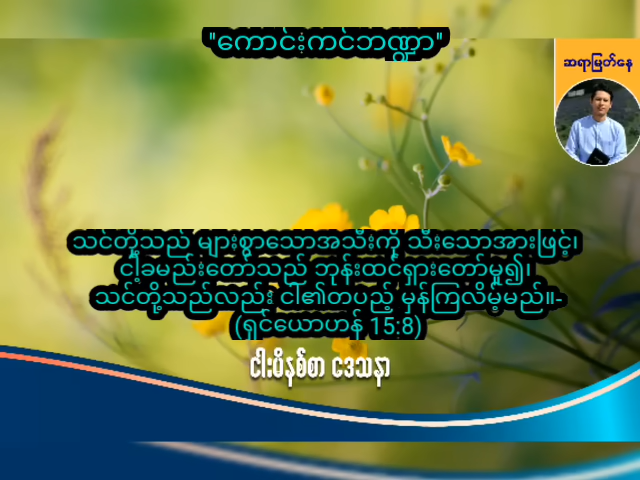 "ကောင်းကင်ဘဏ္ဍာ"
ဆရာမြတ်နေ
သင်တို့သည် များစွာသောအသီးကို သီးသောအားဖြင့်၊
ငါ့ခမည်းတော်သည် ဘုန်းထင်ရှားတော်မူ၍၊
သင်တို့သည်လည်း ငါ၏တပည့် မှန်ကြလိမ့်မည်။-
(ရှင်ယောဟန် 15:8)
ငါးမိနစ်စာ ဒေသနာ